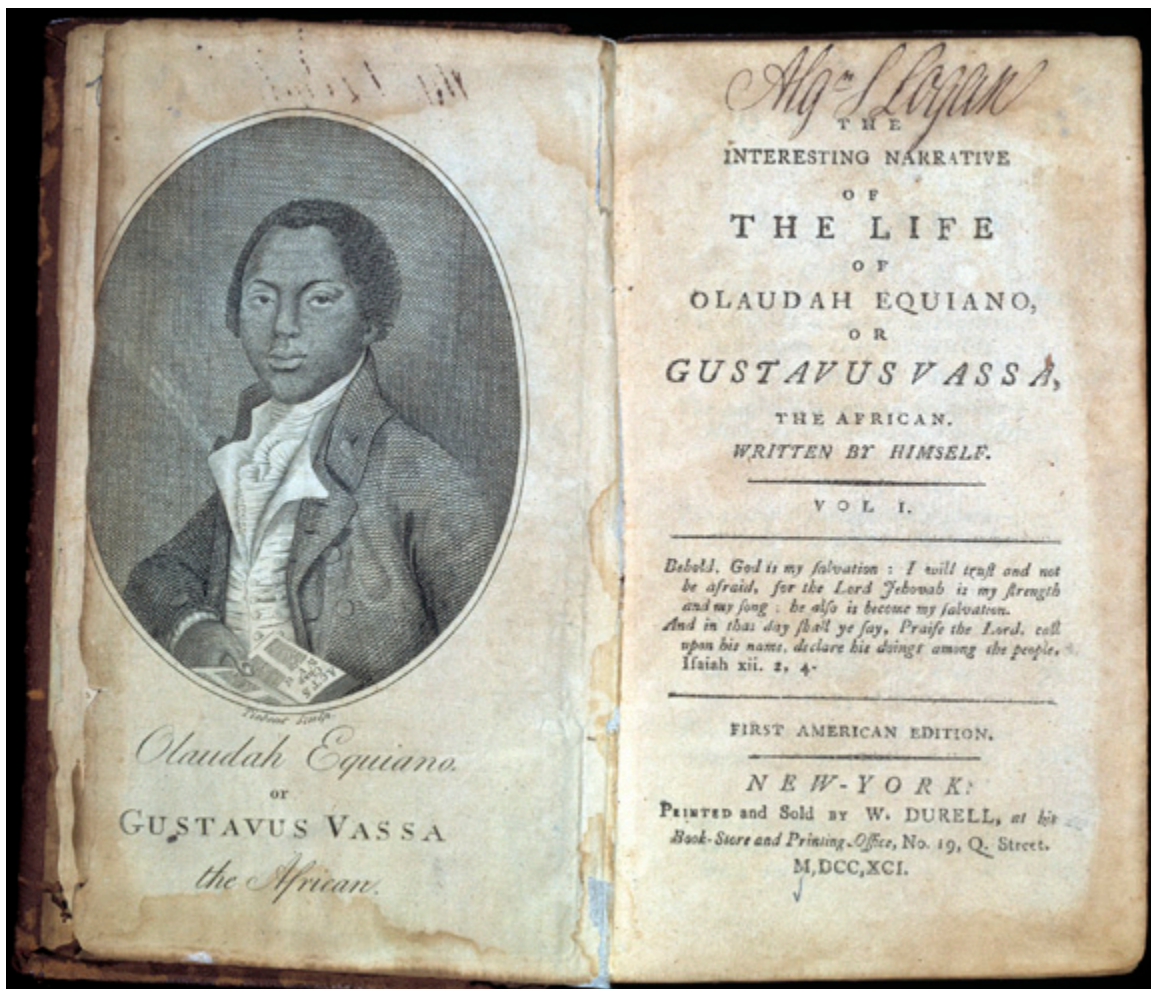 Tiebout Sculp.
Olaudah Equiano.
or
GUSTAVUS VASSA
the African.
Algn S Logan
THE
INTERESTING NARRATIVE
OF
THE LIFE
OF
OLAUDAH EQUIANO,
OR
GUSTAVUS VASSA,
THE AFRICAN.
WRITTEN BY HIMSELF.
VOL I.
Behold, God is my ſalvation : I will truſt and not
be afraid, for the Lord Jehovah is my ſtrength
and my ſong ; he alſo is become my ſalvation.
And in that day ſhall ye ſay, Praiſe the Lord, call
upon his name, declare his doings among the people.
Iſaiah xii. 2, 4.
FIRST AMERICAN EDITION.
NEW-YORK:
PRINTED and Sold BY W. DURELL, at his
Book-Store and Printing-Office, No. 19, Q. Street.
M,DCC,XCI.